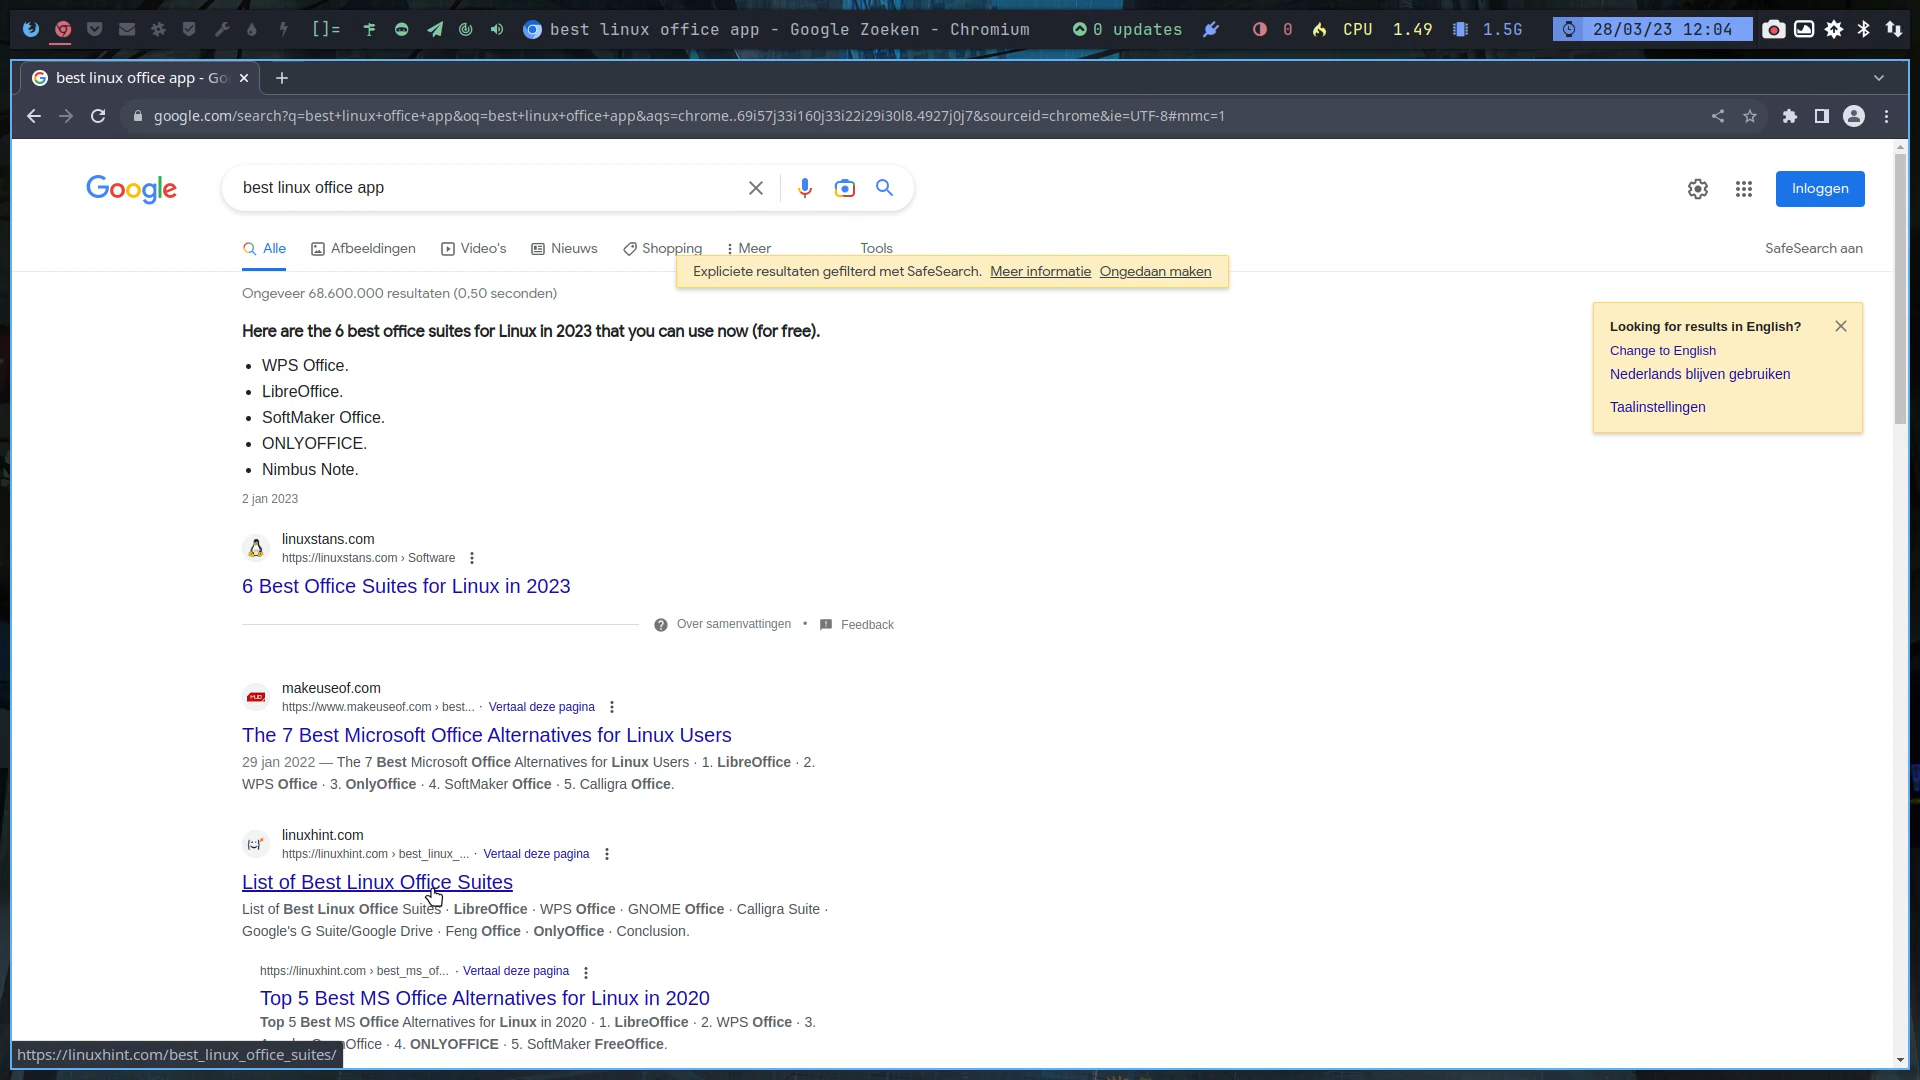 []= best linux office app - Google Zoeken - Chromium 0 updates 0 CPU 1.49 1.5G 28/03/23 12:04
best linux office app - Go
google.com/search?q=best+linux+office+app&oq=best+linux+office+app&aqs=chrome..69i57j33i160j33i22i29i30l8.4927j0j7&sourceid=chrome&ie=UTF-8#mmc=1
Google best linux office app Inloggen
Alle Afbeeldingen Video's Nieuws Shopping Meer Tools SafeSearch aan
Expliciete resultaten gefilterd met SafeSearch. Meer informatie Ongedaan maken
Ongeveer 68.600.000 resultaten (0,50 seconden)
Here are the 6 best office suites for Linux in 2023 that you can use now (for free).
• WPS Office.
• LibreOffice.
• SoftMaker Office.
• ONLYOFFICE.
• Nimbus Note.
2 jan 2023
linuxstans.com
https://linuxstans.com › Software
6 Best Office Suites for Linux in 2023
Over samenvattingen • Feedback
makeuseof.com
https://www.makeuseof.com › best... · Vertaal deze pagina
The 7 Best Microsoft Office Alternatives for Linux Users
29 jan 2022 — The 7 Best Microsoft Office Alternatives for Linux Users · 1. LibreOffice · 2.
WPS Office · 3. OnlyOffice · 4. SoftMaker Office · 5. Calligra Office.
linuxhint.com
https://linuxhint.com › best_linux_... · Vertaal deze pagina
List of Best Linux Office Suites
List of Best Linux Office Suites · LibreOffice · WPS Office · GNOME Office · Calligra Suite ·
Google's G Suite/Google Drive · Feng Office · OnlyOffice · Conclusion.
https://linuxhint.com › best_ms_of... · Vertaal deze pagina
Top 5 Best MS Office Alternatives for Linux in 2020
Top 5 Best MS Office Alternatives for Linux in 2020 · 1. LibreOffice · 2. WPS Office · 3.
Office · 4. ONLYOFFICE · 5. SoftMaker FreeOffice.
https://linuxhint.com/best_linux_office_suites/
Looking for results in English?
Change to English
Nederlands blijven gebruiken
Taalinstellingen